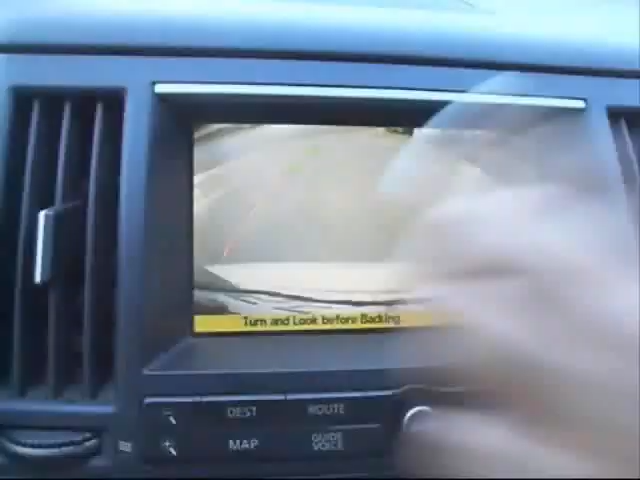 Turn and Look before Backing
DEST
ROUTE
MAP
GUIDE
VOICE